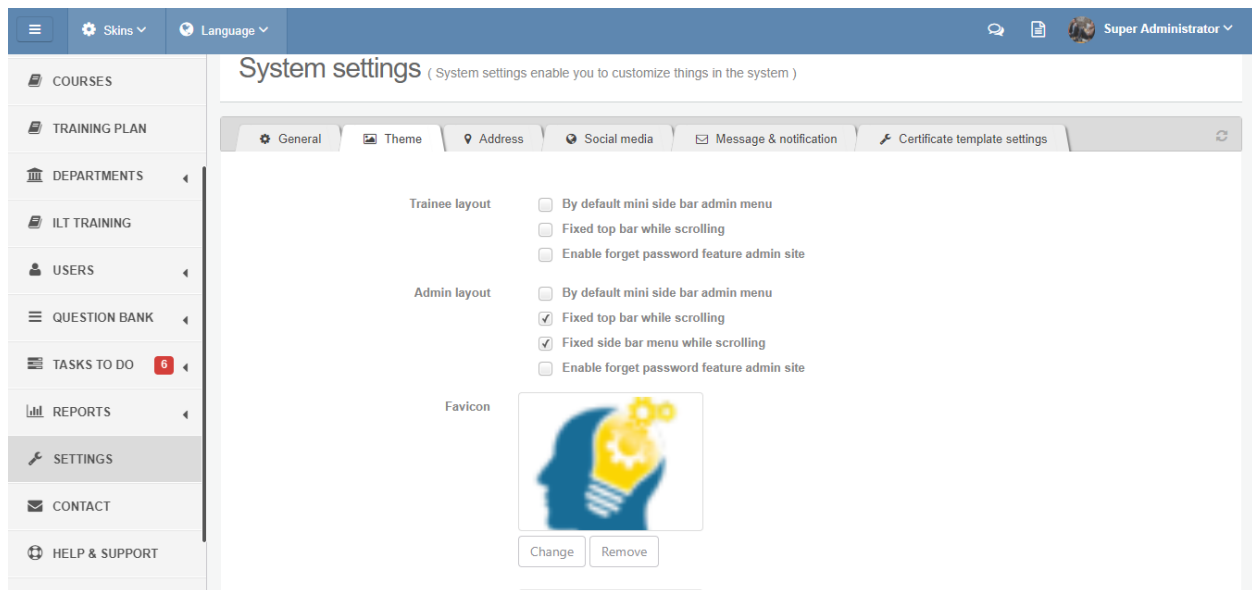 Skins
Language
Super Administrator
COURSES
TRAINING PLAN
DEPARTMENTS
ILT TRAINING
USERS
QUESTION BANK
TASKS TO DO 6
REPORTS
SETTINGS
CONTACT
HELP & SUPPORT
System settings ( System settings enable you to customize things in the system )
General
Theme
Address
Social media
Message & notification
Certificate template settings
Trainee layout
By default mini side bar admin menu
Fixed top bar while scrolling
Enable forget password feature admin site
Admin layout
By default mini side bar admin menu
Fixed top bar while scrolling
Fixed side bar menu while scrolling
Enable forget password feature admin site
Favicon
Change
Remove